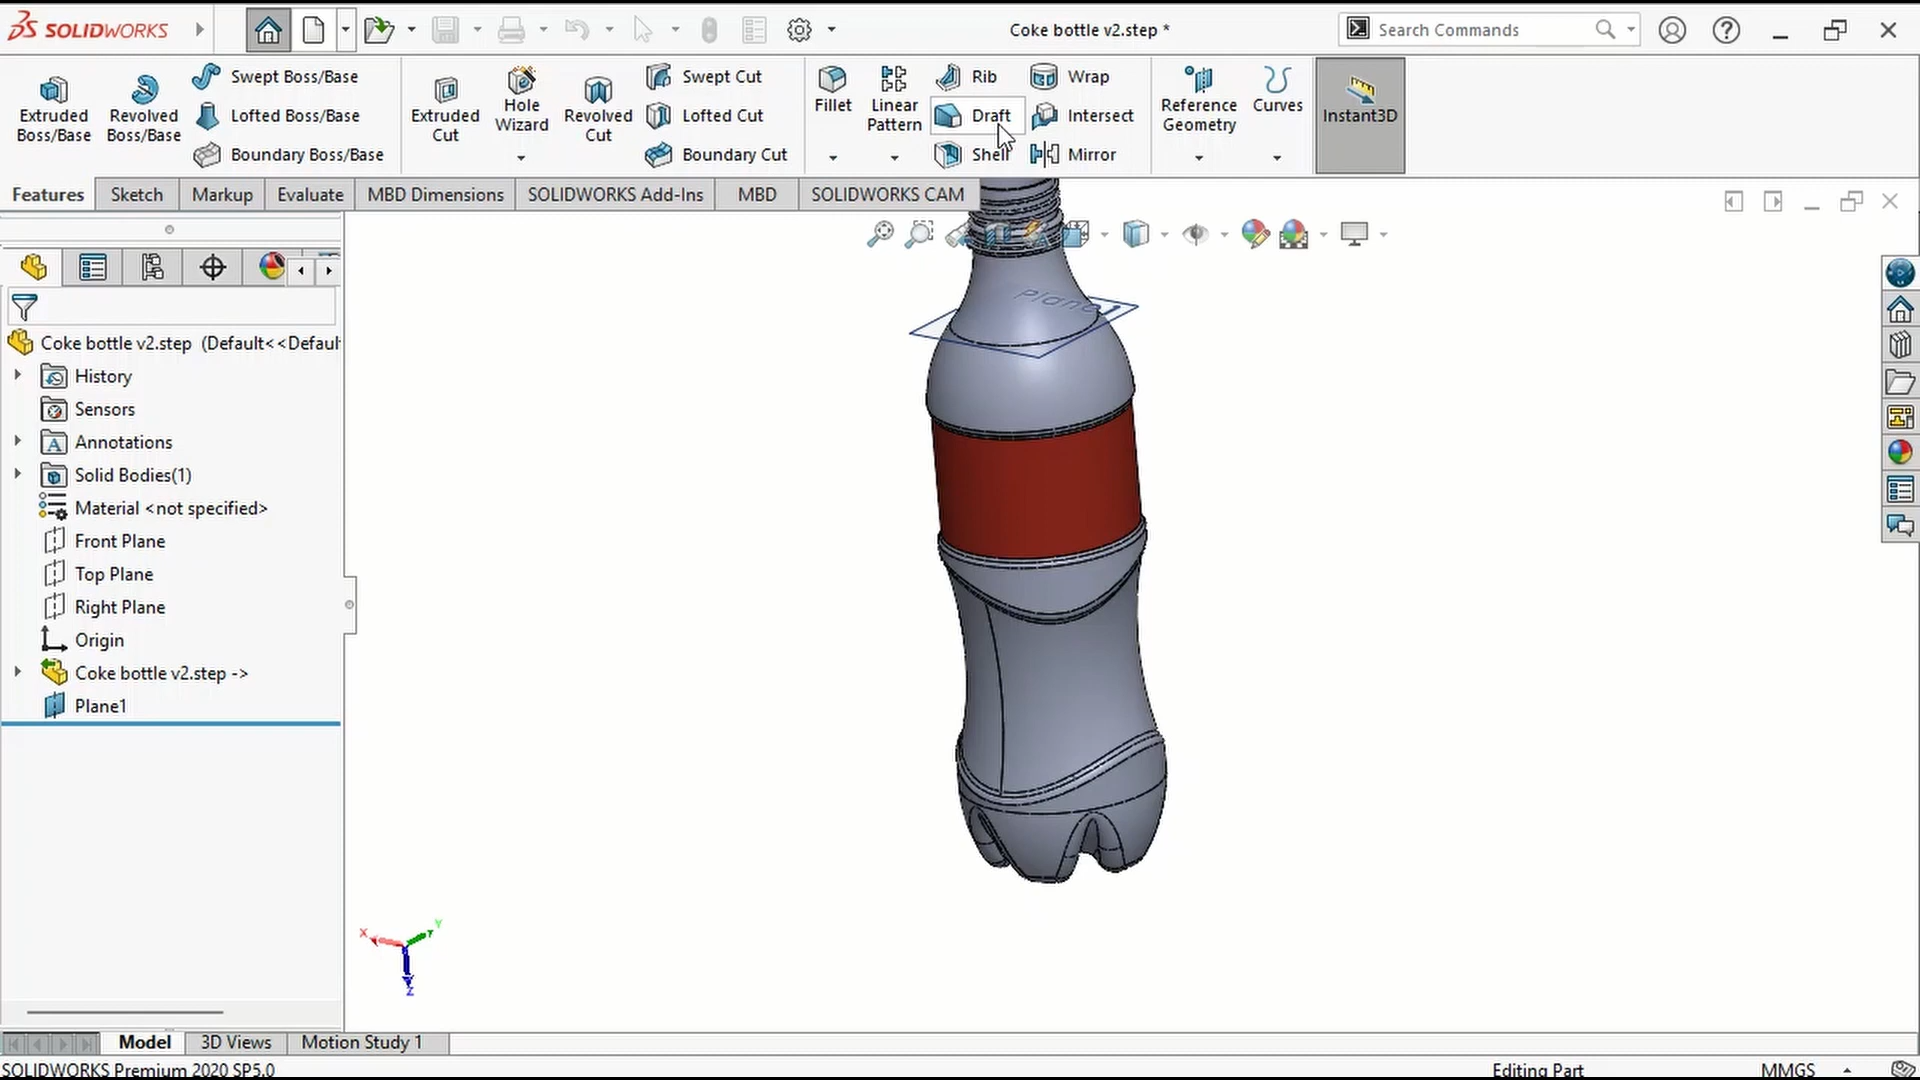 SOLIDWORKS
Coke bottle v2.step *
Search Commands
Extruded Boss/Base
Revolved Boss/Base
Swept Boss/Base
Lofted Boss/Base
Boundary Boss/Base
Extruded Cut
Hole Wizard
Revolved Cut
Swept Cut
Lofted Cut
Boundary Cut
Fillet
Linear Pattern
Rib
Draft
Shell
Wrap
Intersect
Mirror
Reference Geometry
Curves
Instant3D
Features
Sketch
Markup
Evaluate
MBD Dimensions
SOLIDWORKS Add-Ins
MBD
SOLIDWORKS CAM
Coke bottle v2.step (Default<<Defaul
History
Sensors
Annotations
Solid Bodies(1)
Material <not specified>
Front Plane
Top Plane
Right Plane
Origin
Coke bottle v2.step ->
Plane1
Plane1
X
Y
Z
Model
3D Views
Motion Study 1
SOLIDWORKS Premium 2020 SP5.0
Editing Part
MMGS